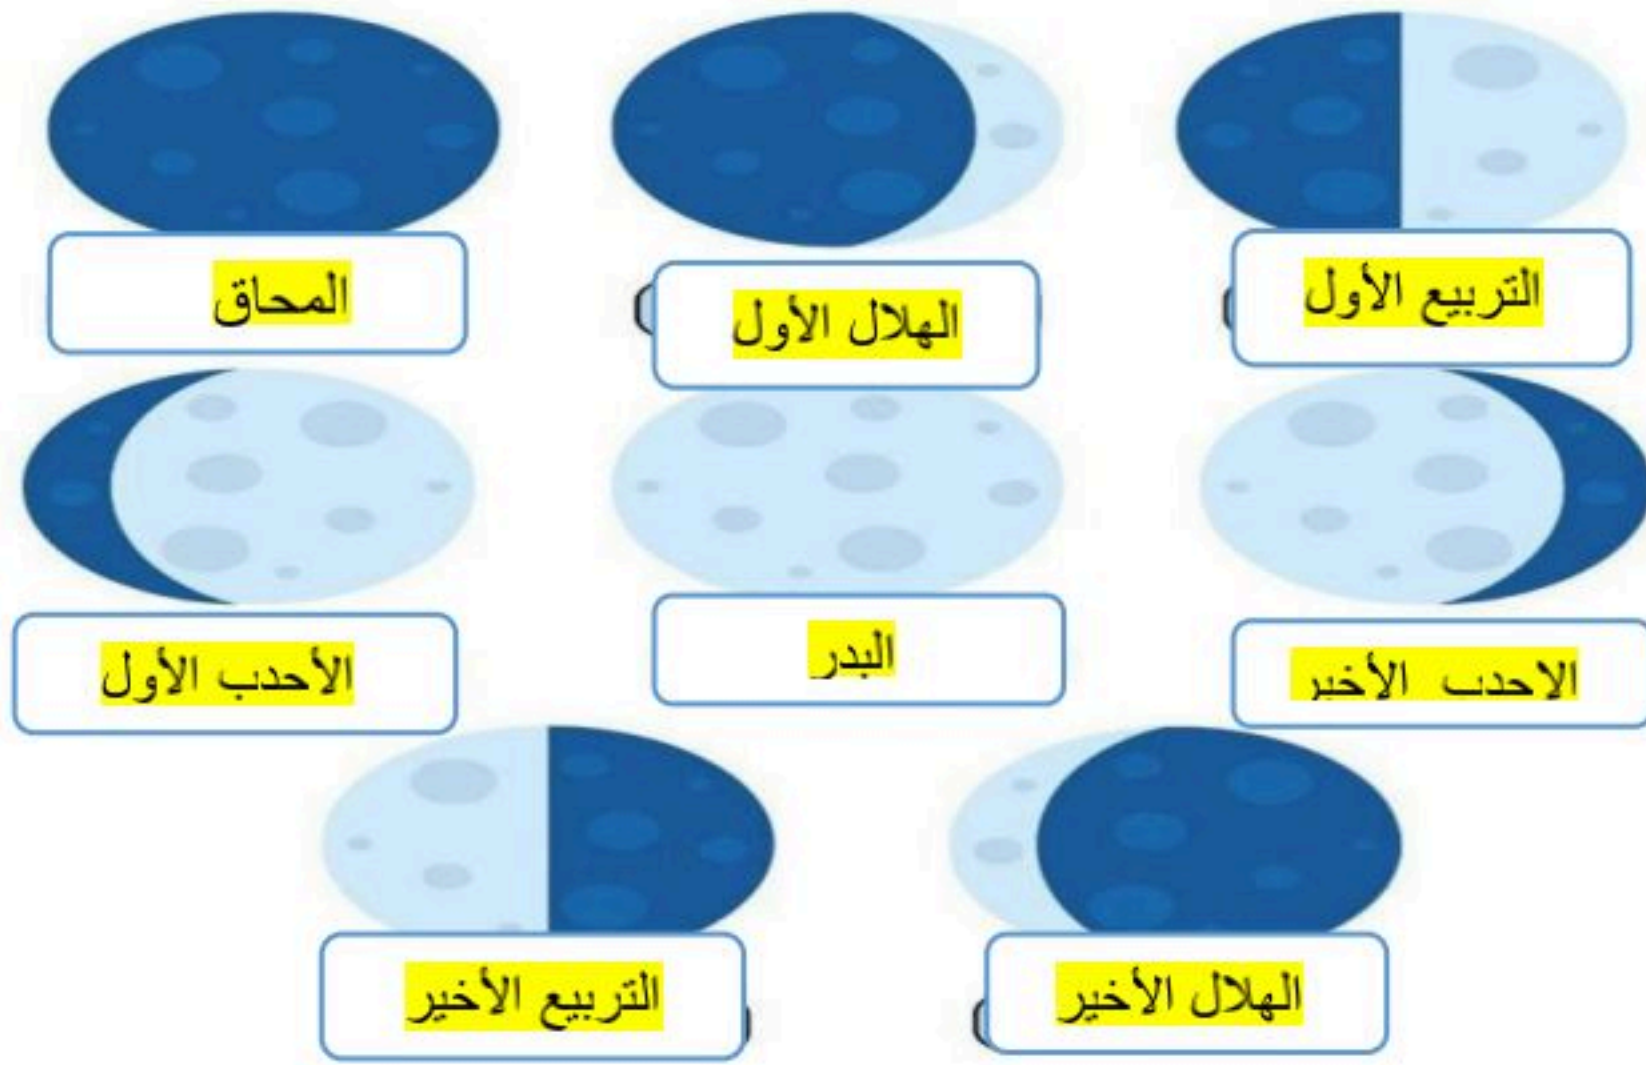 المحاق
الهلال الأول
التربيع الأول
الأحدب الأول
البدر
الاحدب الأخير
التربيع الأخير
الهلال الأخير